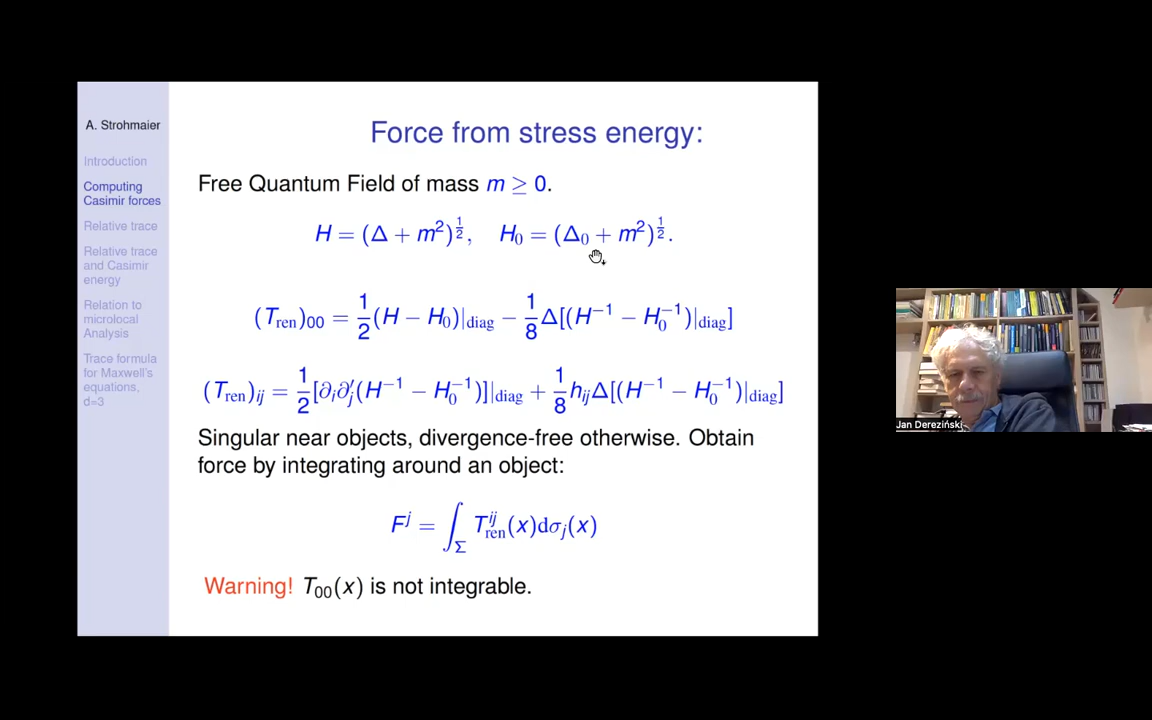 A. Strohmaier
Introduction
Computing
Casimir forces
Relative trace
Relative trace
and Casimir
energy
Relation to
microlocal
Analysis
Trace formula
for Maxwell's
equations,
d=3
Force from stress energy:
Free Quantum Field of mass m ≥ 0.
H = (Δ + m²)^{1/2}, H₀ = (Δ₀ + m²)^{1/2}.
(T_ren)₀₀ = 1/2 (H − H₀)|_diag − 1/8 Δ[(H⁻¹ − H₀⁻¹)|_diag]
(T_ren)_ij = 1/2 [∂_i ∂'_j (H⁻¹ − H₀⁻¹)]|_diag + 1/8 h_ij Δ[(H⁻¹ − H₀⁻¹)|_diag]
Singular near objects, divergence-free otherwise. Obtain
force by integrating around an object:
F^j = ∫_Σ T^{ij}_ren (x)dσ_j(x)
Warning! T₀₀(x) is not integrable.
Jan Dereziński